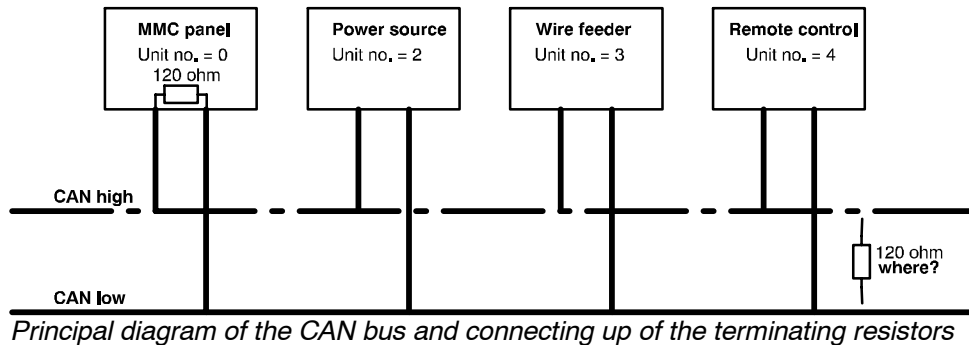 MMC panel
Unit no. = 0
120 ohm
Power source
Unit no. = 2
Wire feeder
Unit no. = 3
Remote control
Unit no. = 4
CAN high
120 ohm
where?
CAN low
Principal diagram of the CAN bus and connecting up of the terminating resistors